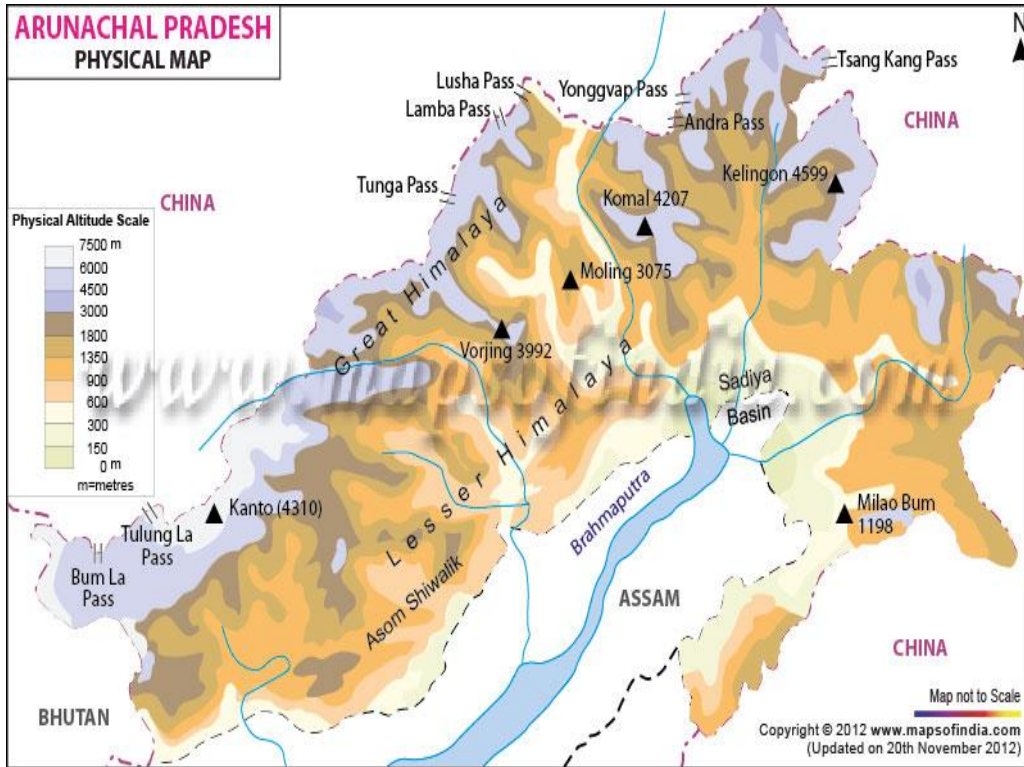 ARUNACHAL PRADESH
PHYSICAL MAP
N
Lusha Pass
Lamba Pass
Yonggvap Pass
Tsang Kang Pass
Andra Pass
CHINA
Tunga Pass
CHINA
Kelingon 4599
Komal 4207
Physical Altitude Scale
7500 m
6000
4500
3000
1800
1350
900
600
300
150
0 m
m=metres
Great Himalaya
Moling 3075
Vorjing 3992
www.mapsofindia.com
Sadiya
Basin
Lesser Himalaya
Kanto (4310)
Tulung La
Pass
Bum La
Pass
Brahmaputra
Milao Bum
1198
Asom Shiwalik
ASSAM
CHINA
BHUTAN
Map not to Scale
Copyright © 2012 www.mapsofindia.com
(Updated on 20th November 2012)